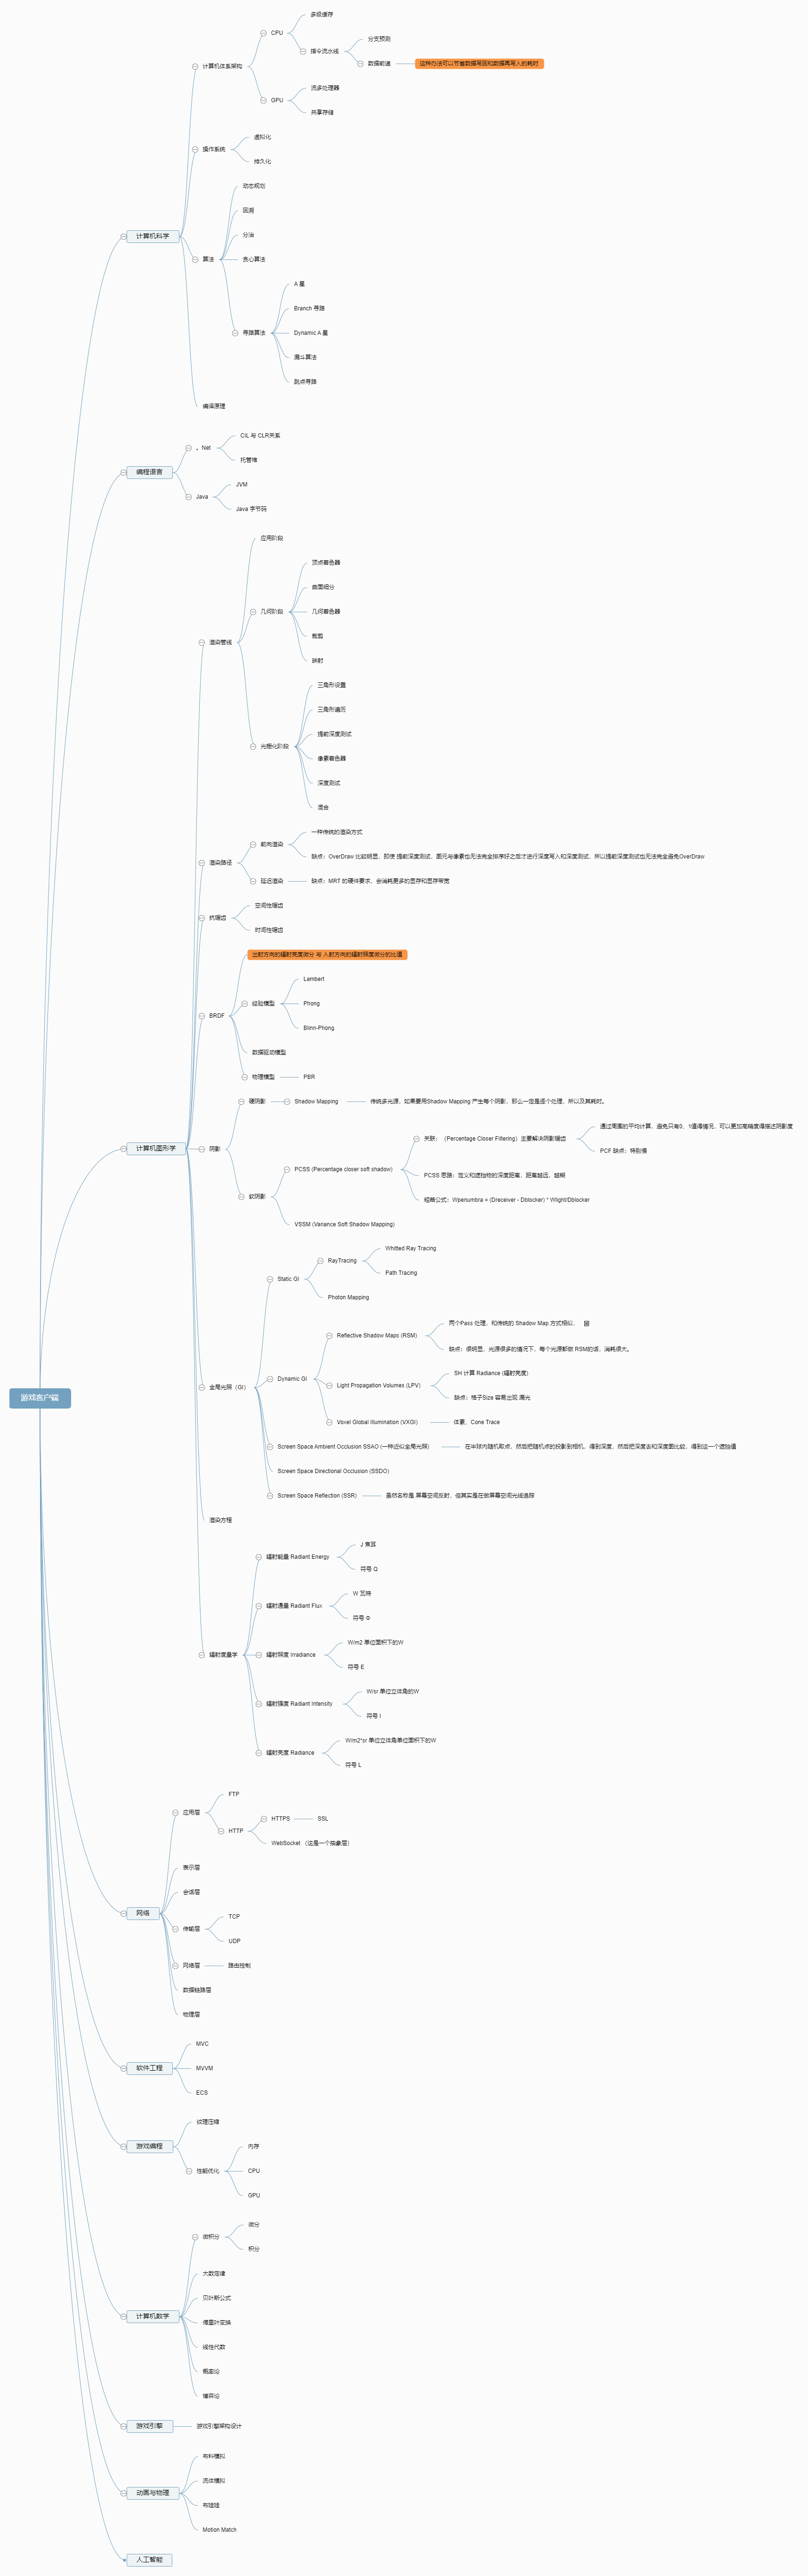 游戏客户端
计算机科学
计算机体系架构
CPU
多级缓存
指令流水线
分支预测
数据前递
这种办法可以节省数据写回和数据再写入的耗时
GPU
流多处理器
共享存储
操作系统
虚拟化
持久化
算法
动态规划
回溯
分治
贪心算法
寻路算法
A 星
Branch 寻路
Dynamic A 星
漏斗算法
跳点寻路
编译原理
编程语言
。Net
CIL 与 CLR关系
托管堆
Java
JVM
Java 字节码
计算机图形学
渲染管线
应用阶段
几何阶段
顶点着色器
曲面细分
几何着色器
裁剪
映射
光栅化阶段
三角形设置
三角形遍历
提前深度测试
像素着色器
深度测试
混合
渲染路径
前向渲染
一种传统的渲染方式
缺点：OverDraw 比较明显，即使 提前深度测试，图元与像素也无法完全排序好之后才进行深度写入和深度测试，所以提前深度测试也无法完全避免OverDraw
延迟渲染
缺点：MRT 的硬件要求，会消耗更多的显存和显存带宽
抗锯齿
空间性锯齿
时间性锯齿
BRDF
出射方向的辐射亮度微分 与 入射方向的辐射照度微分的比值
经验模型
Lambert
Phong
Blinn-Phong
数据驱动模型
物理模型
PBR
阴影
硬阴影
Shadow Mapping
传统多光源，如果要用Shadow Mapping 产生每个阴影，那么一定是逐个处理，所以及其耗时。
软阴影
PCSS (Percentage closer soft shadow)
关联：（Percentage Closer Filtering）主要解决阴影锯齿
通过周围的平均计算，避免只有0、1值得情况，可以更加高精度得描述阴影度
PCF 缺点：特别慢
PCSS 思路：定义和遮挡物的深度距离，距离越远，越糊
粗略公式：Wpenumbra = (Dreceiver - Dblocker) * Wlight/Dblocker
VSSM (Variance Soft Shadow Mapping)
全局光照（GI）
Static GI
RayTracing
Whitted Ray Tracing
Path Tracing
Photon Mapping
Dynamic GI
Reflective Shadow Maps (RSM)
两个Pass 处理，和传统的 Shadow Map 方式相似，
缺点：很明显，光源很多的情况下，每个光源都做 RSM的话，消耗很大。
Light Propagation Volumes (LPV)
SH 计算 Radiance (辐射亮度)
缺点：格子Size 容易出现 漏光
Voxel Global Illumination (VXGI)
体素，Cone Trace
Screen Space Ambient Occlusion SSAO (一种近似全局光照)
在半球内随机取点，然后把随机点的投影到相机，得到深度，然后把深度去和深度图比较，得到这一个遮挡值
Screen Space Directional Occlusion (SSDO)
Screen Space Reflection (SSR)
虽然名称是 屏幕空间反射，但其实是在做屏幕空间光线追踪
渲染方程
辐射度量学
辐射能量 Radiant Energy
J 焦耳
符号 Q
辐射通量 Radiant Flux
W 瓦特
符号 Φ
辐射照度 Irradiance
W/m2 单位面积下的W
符号 E
辐射强度 Radiant Intensity
W/sr 单位立体角的W
符号 I
辐射亮度 Radiance
W/m2*sr 单位立体角单位面积下的W
符号 L
网络
应用层
FTP
HTTP
HTTPS
SSL
WebSocket （这是一个抽象层）
表示层
会话层
传输层
TCP
UDP
网络层
路由控制
数据链路层
物理层
软件工程
MVC
MVVM
ECS
游戏编程
纹理压缩
性能优化
内存
CPU
GPU
计算机数学
微积分
微分
积分
大数定律
贝叶斯公式
傅里叶变换
线性代数
概率论
博弈论
游戏引擎
游戏引擎架构设计
动画与物理
布料模拟
流体模拟
布娃娃
Motion Match
人工智能